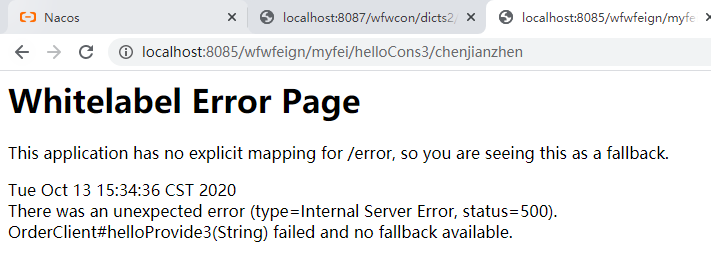 Nacos
localhost:8087/wfwcon/dicts2
localhost:8085/wfwfeign/myfe
localhost:8085/wfwfeign/myfei/helloCons3/chenjianzhen
Whitelabel Error Page
This application has no explicit mapping for /error, so you are seeing this as a fallback.
Tue Oct 13 15:34:36 CST 2020
There was an unexpected error (type=Internal Server Error, status=500).
OrderClient#helloProvide3(String) failed and no fallback available.